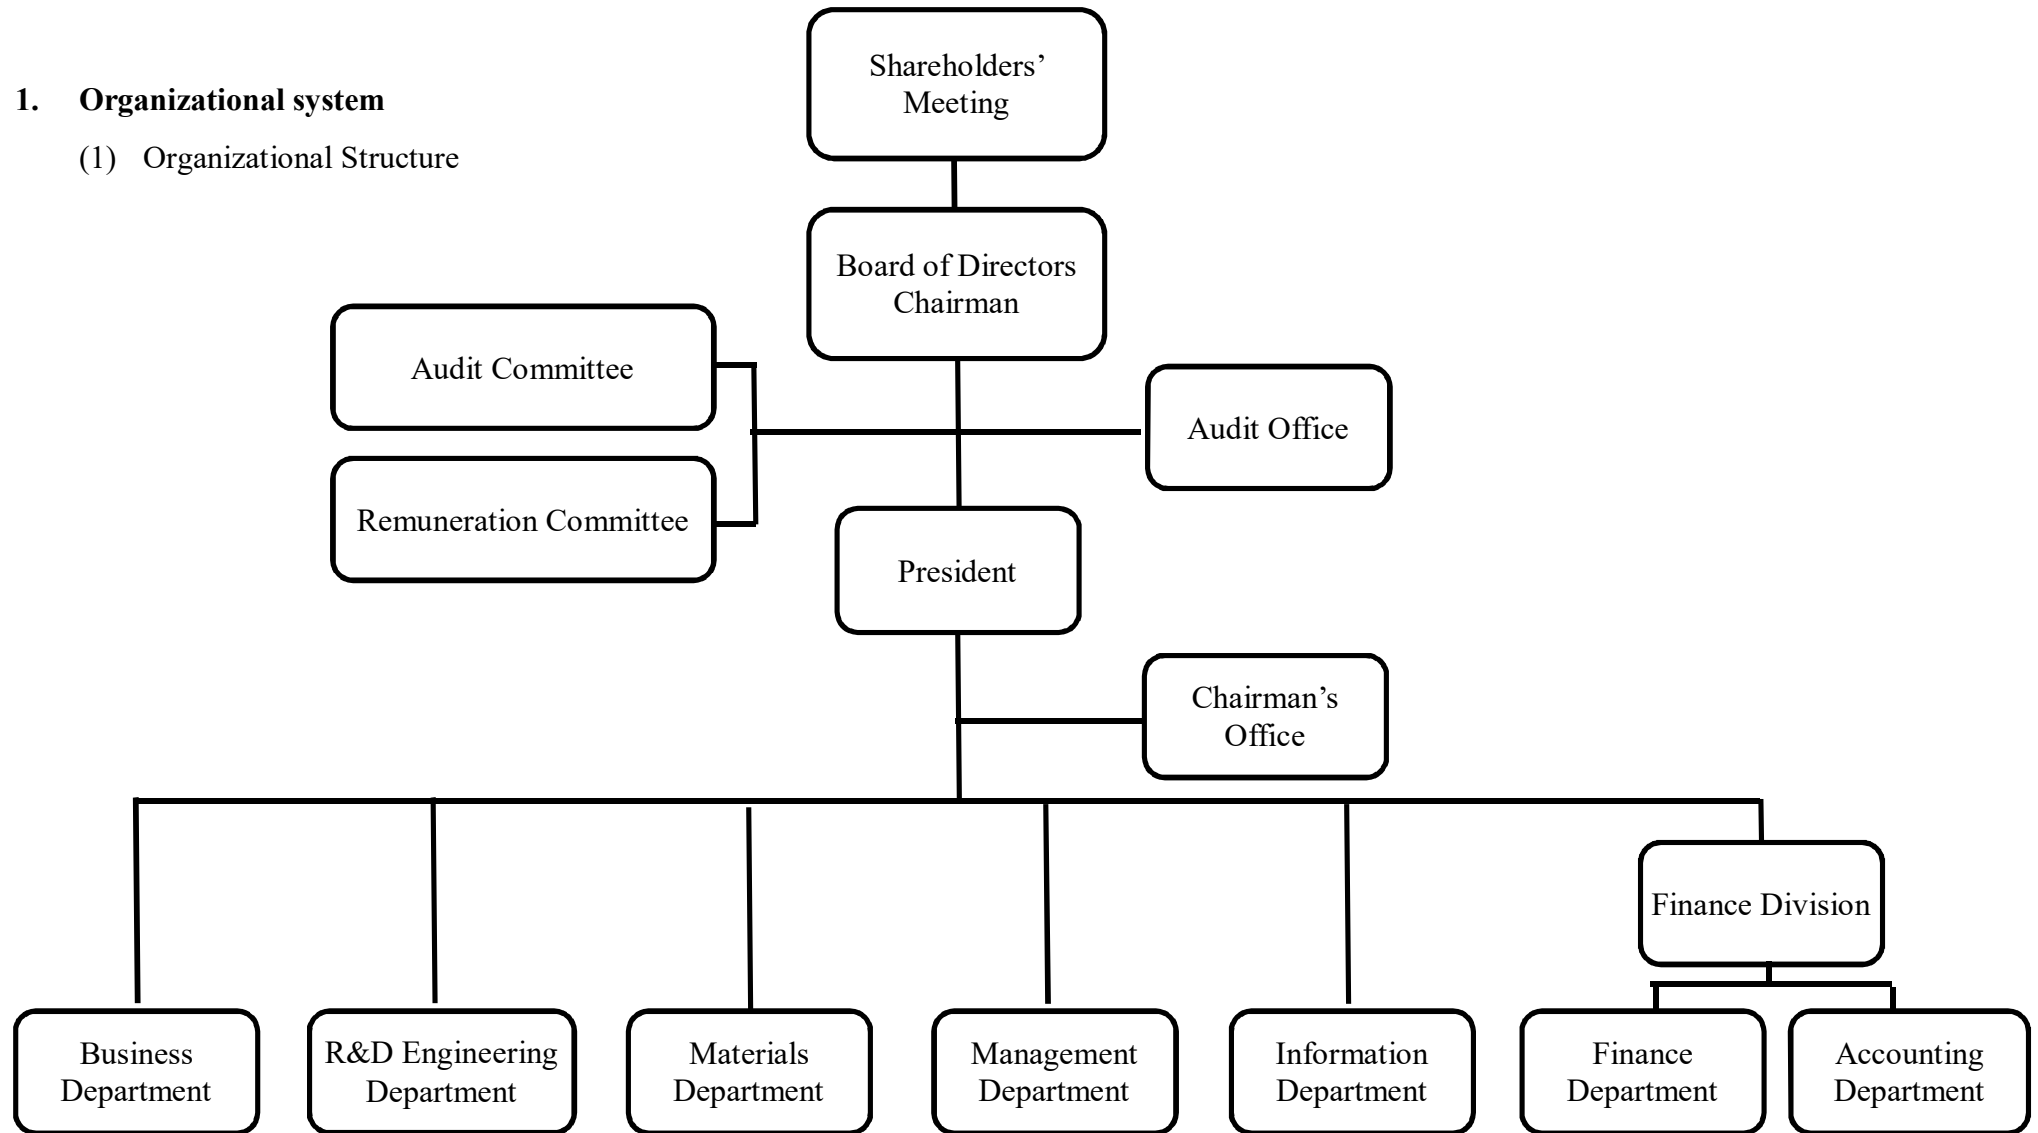 1. Organizational system
(1) Organizational Structure
Shareholders’
Meeting
Board of Directors
Chairman
Audit Committee
Audit Office
Remuneration Committee
President
Chairman’s
Office
Finance Division
Business
Department
R&D Engineering
Department
Materials
Department
Management
Department
Information
Department
Finance
Department
Accounting
Department